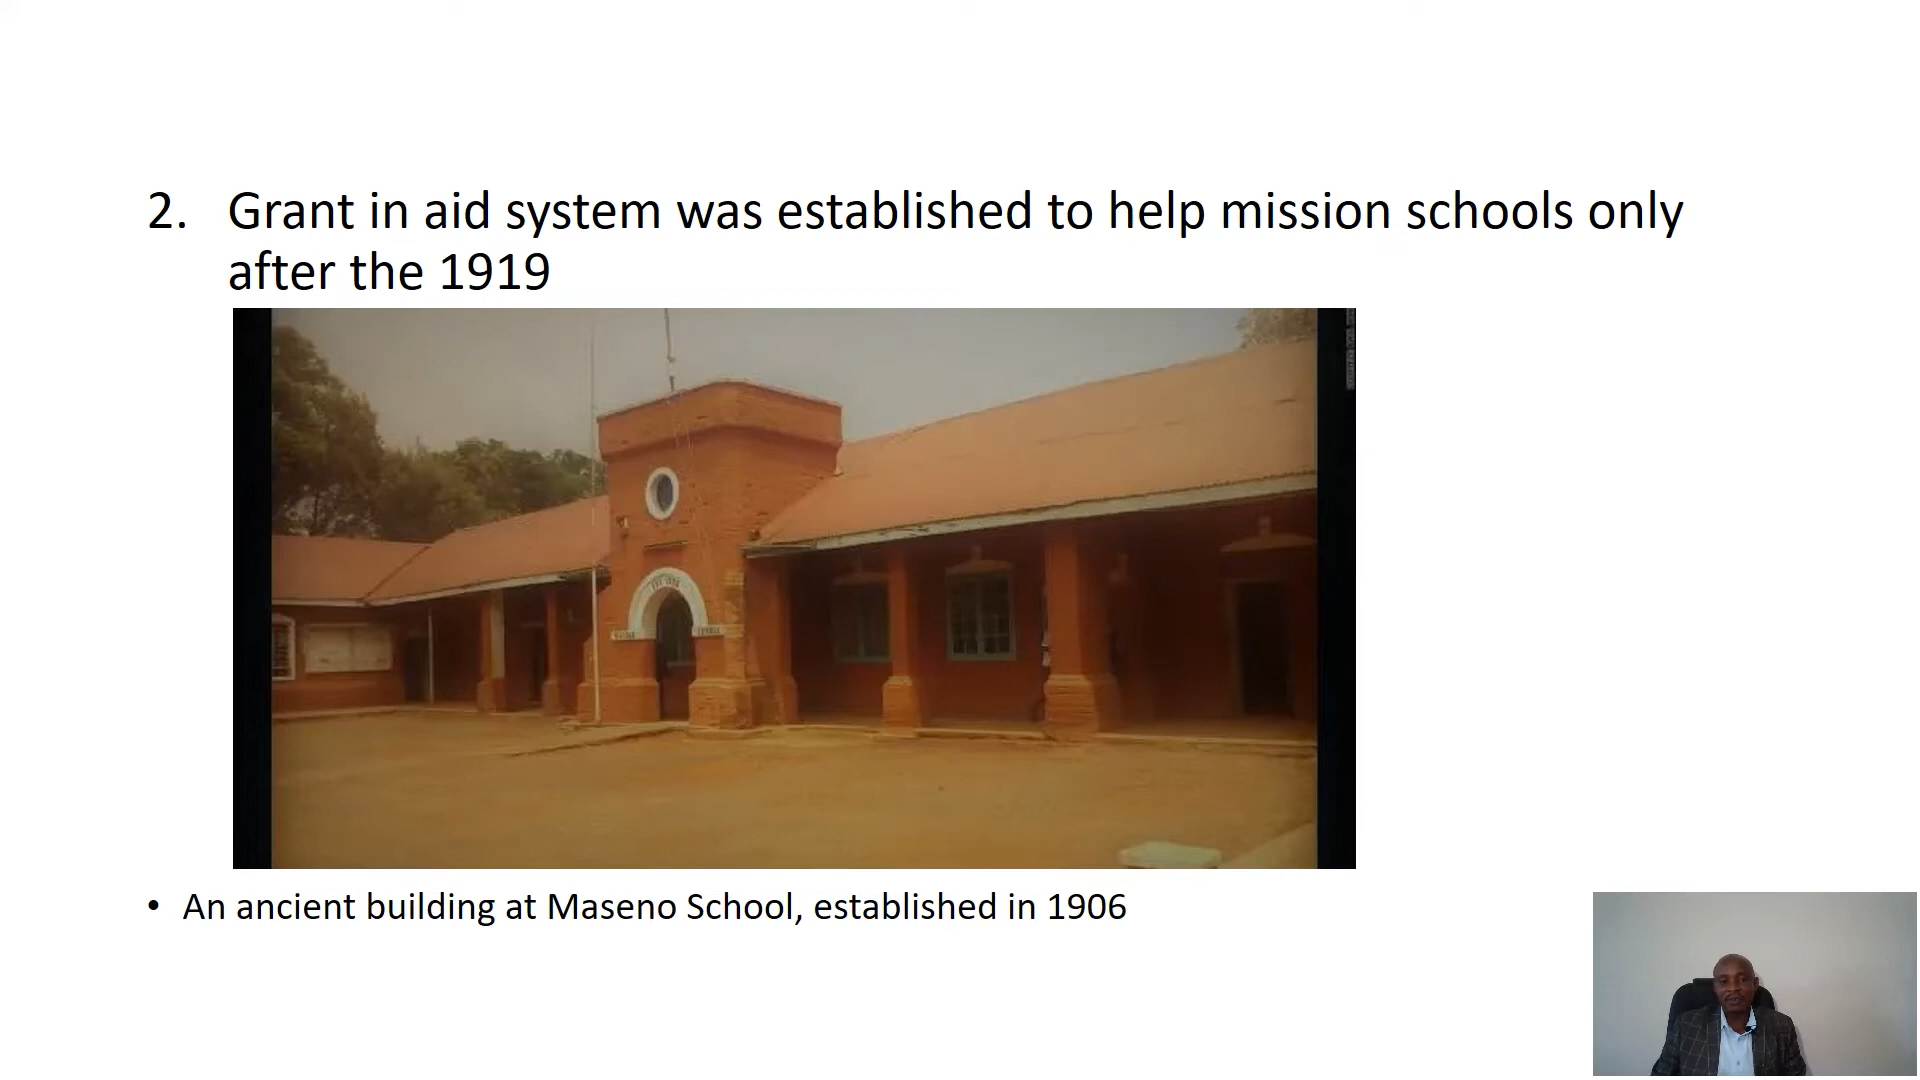 2. Grant in aid system was established to help mission schools only
after the 1919
• An ancient building at Maseno School, established in 1906